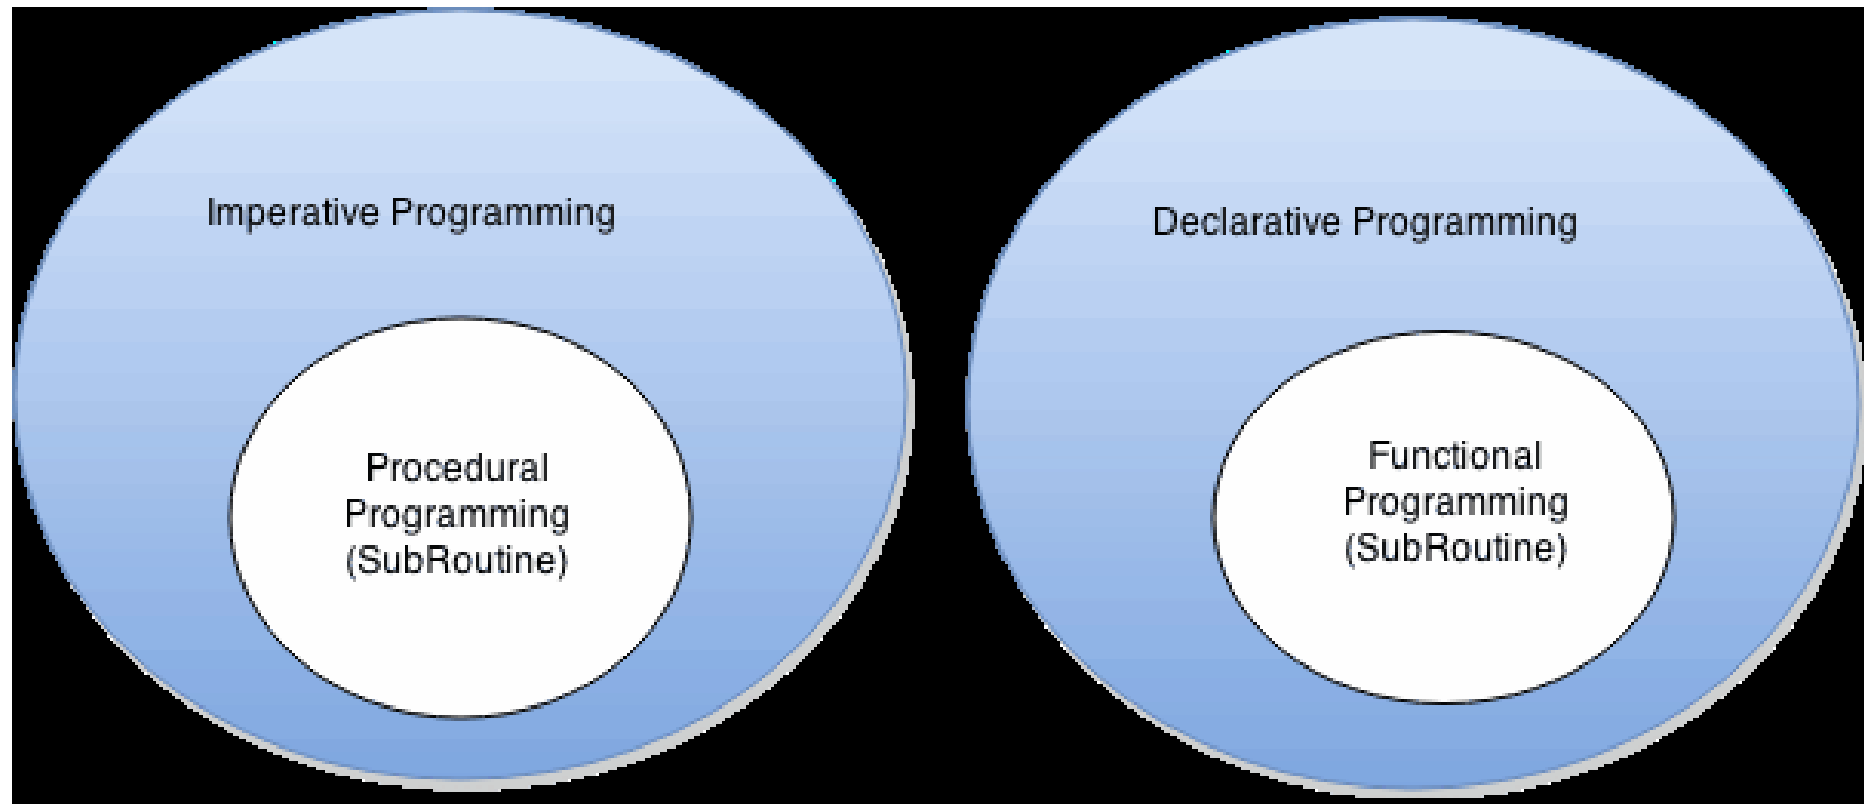 Imperative Programming
Procedural
Programming
(SubRoutine)
Declarative Programming
Functional
Programming
(SubRoutine)